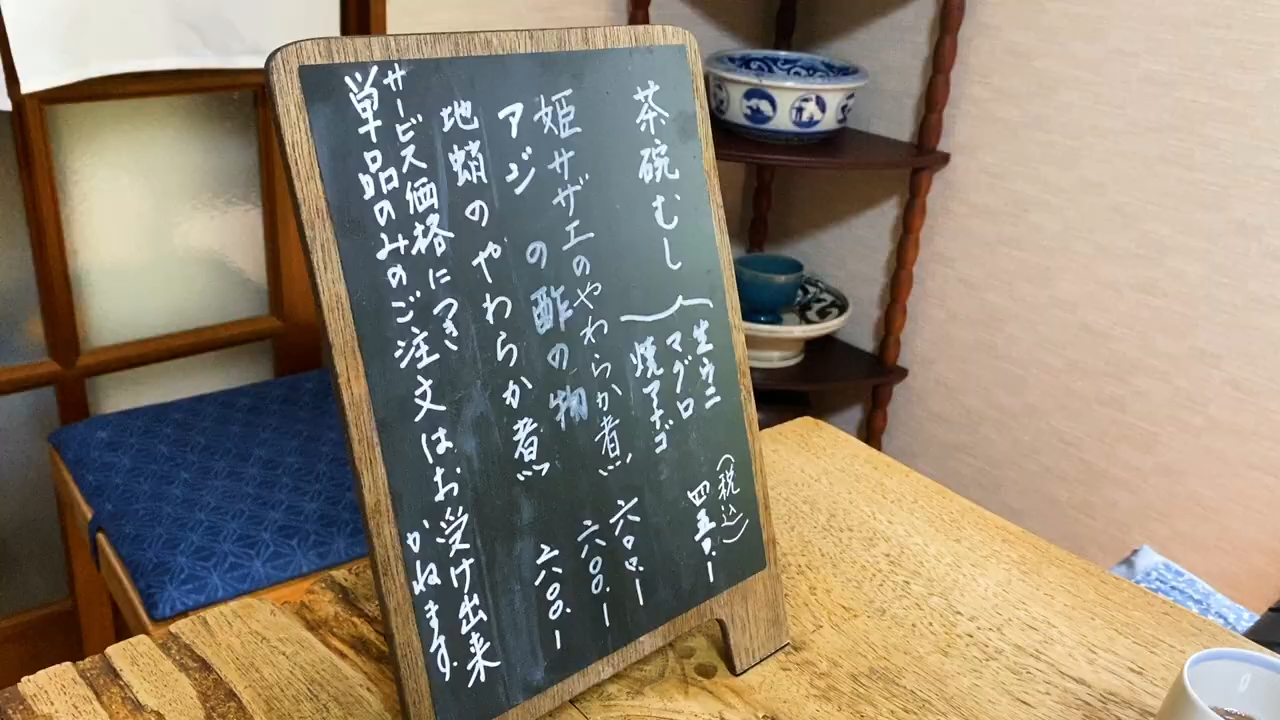 茶碗むし 生ウニ
マグロ
焼アナゴ
(税込)
四五〇.ー
姫サザエのやわらか煮 六〇〇.ー
アジの酢の物 六〇〇.ー
地蛸のやわらか煮 六〇〇.ー
サービス価格につき
単品のみのご注文はお受け出来
かねます。